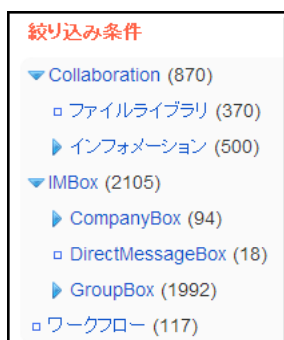 絞り込み条件
Collaboration (870)
ファイルライブラリ (370)
インフォメーション (500)
IMBox (2105)
CompanyBox (94)
DirectMessageBox (18)
GroupBox (1992)
ワークフロー (117)